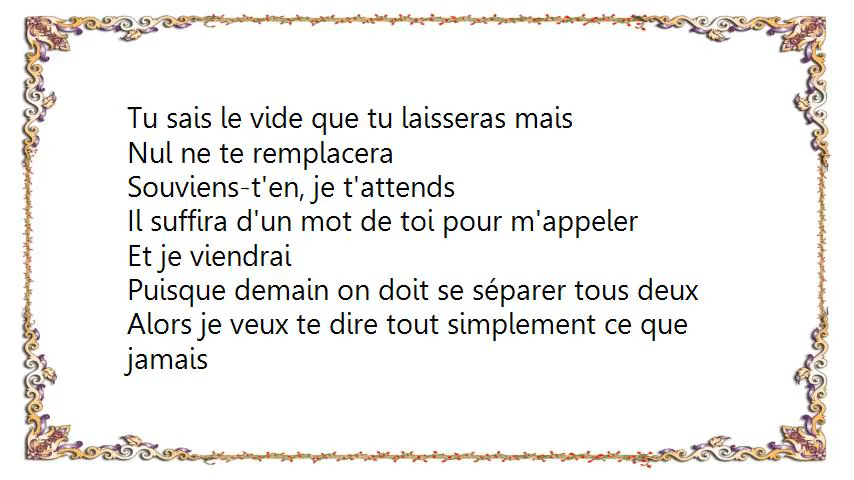 Tu sais le vide que tu laisseras mais
Nul ne te remplacera
Souviens-t'en, je t'attends
Il suffira d'un mot de toi pour m'appeler
Et je viendrai
Puisque demain on doit se séparer tous deux
Alors je veux te dire tout simplement ce que
jamais